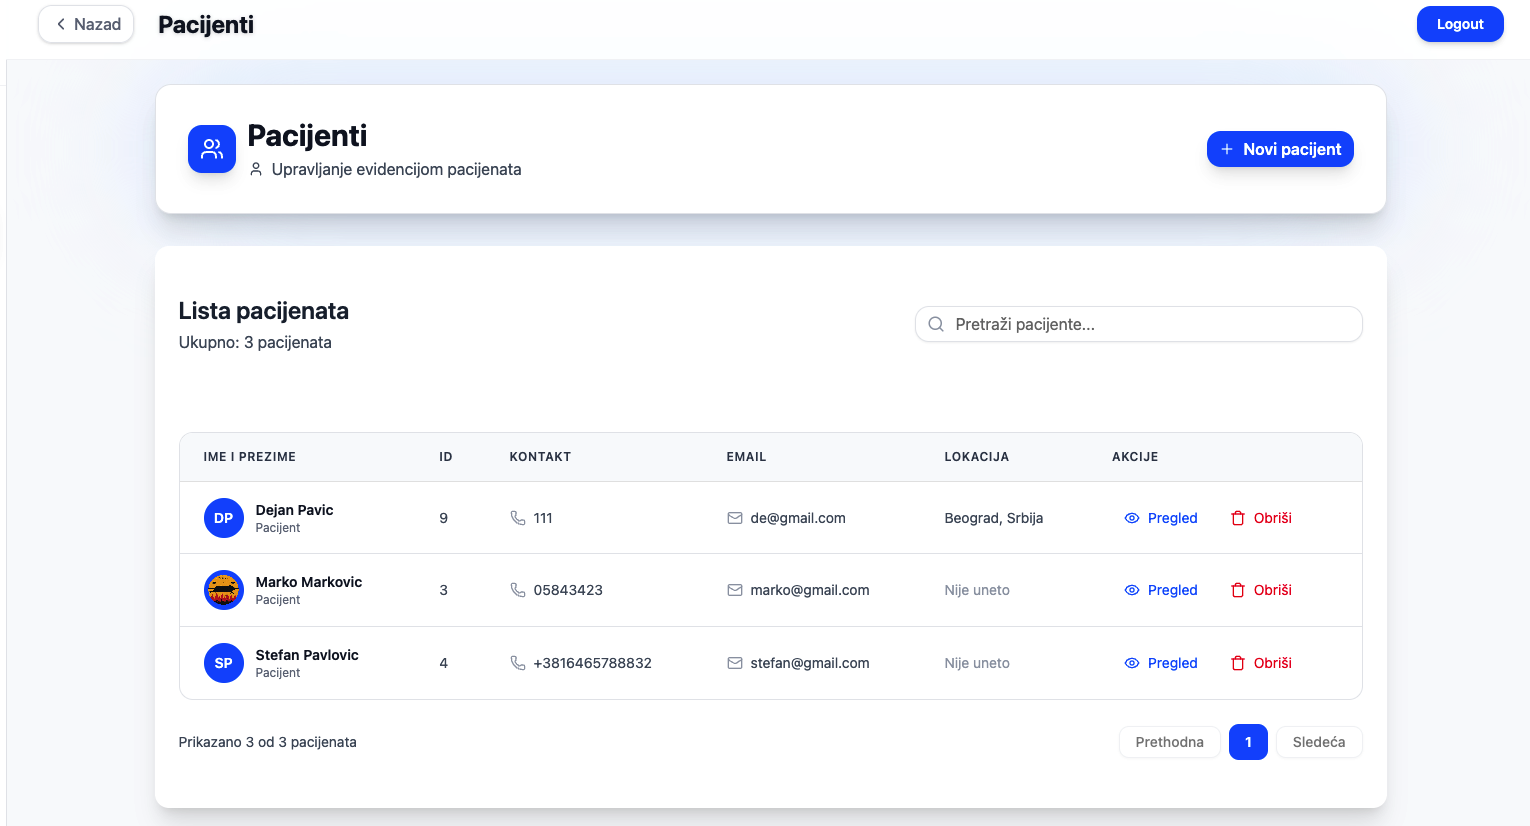 Nazad
Pacijenti
Logout
Pacijenti
Upravljanje evidencijom pacijenata
Novi pacijent
Lista pacijenata
Ukupno: 3 pacijenata
Pretraži pacijente...
IME I PREZIME ID KONTAKT EMAIL LOKACIJA AKCIJE
DP Dejan Pavic 9 111 de@gmail.com Beograd, Srbija Pregled Obriši
Pacijent
Marko Markovic 3 05843423 marko@gmail.com Nije uneto Pregled Obriši
Pacijent
SP Stefan Pavlovic 4 +3816465788832 stefan@gmail.com Nije uneto Pregled Obriši
Pacijent
Prikazano 3 od 3 pacijenata
Prethodna 1 Sledeća